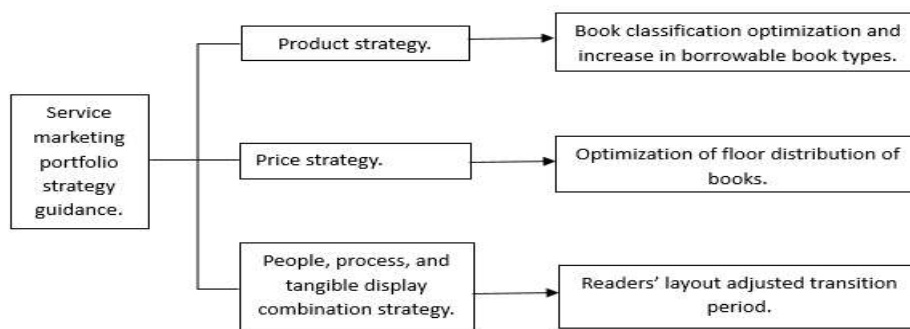 Service
marketing
portfolio
strategy
guidance.
Product strategy.
Book classification optimization and
increase in borrowable book types.
Price strategy.
Optimization of floor distribution of
books.
People, process, and
tangible display
combination strategy.
Readers’ layout adjusted transition
period.